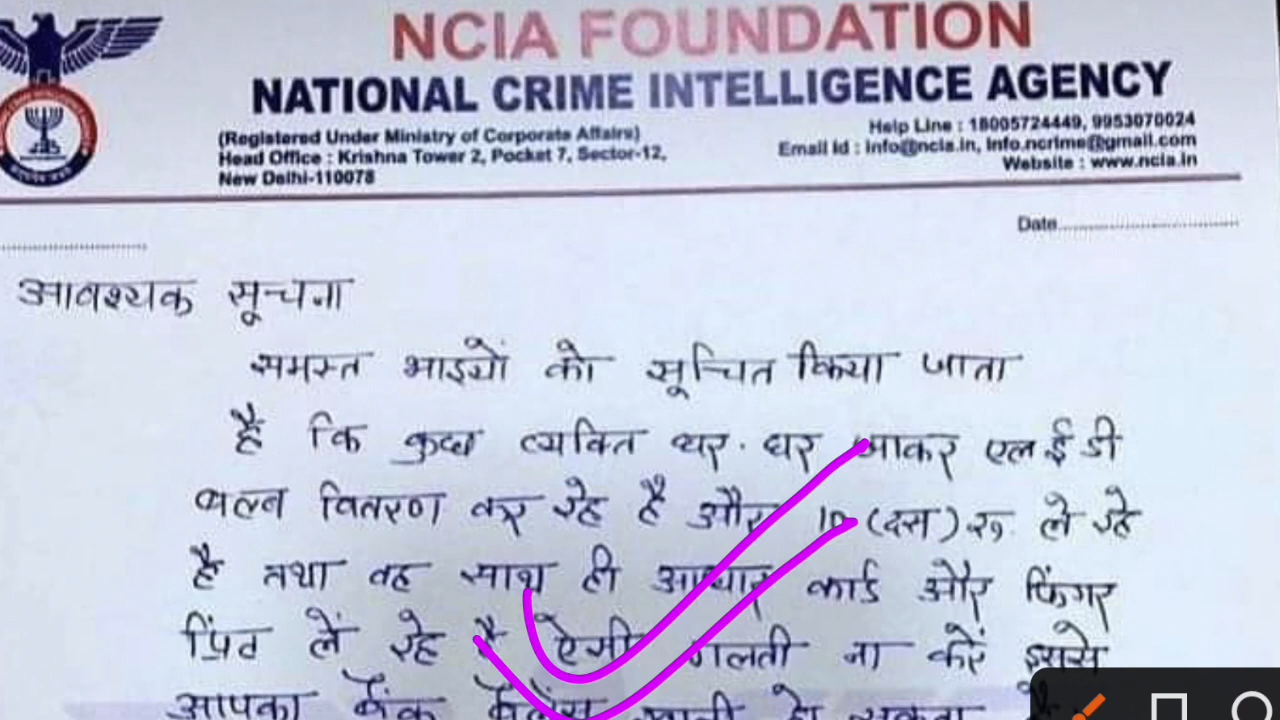 NCIA FOUNDATION
NATIONAL CRIME INTELLIGENCE AGENCY
(Registered Under Ministry of Corporate Affairs)
Head Office : Krishna Tower 2, Pocket 7, Sector-12,
New Delhi-110078
Help Line : 18005724449, 9953070024
Email id : info@ncia.in, info.ncrime@gmail.com
Website : www.ncia.in
Date
आवश्यक सूचना
समस्त भाइयों को सूचित किया जाता
है कि कुछ व्यक्ति घर-घर जाकर एल ई डी
बल्ब वितरण कर रहे है और 10 (दस) रु. ले रहे
है तथा वह साथ ही आधार कार्ड और फिंगर
प्रिंट लें रहे है ऐसी गलती ना करें इससे
आपका बैंक बैलेंस खाली हो सकता है